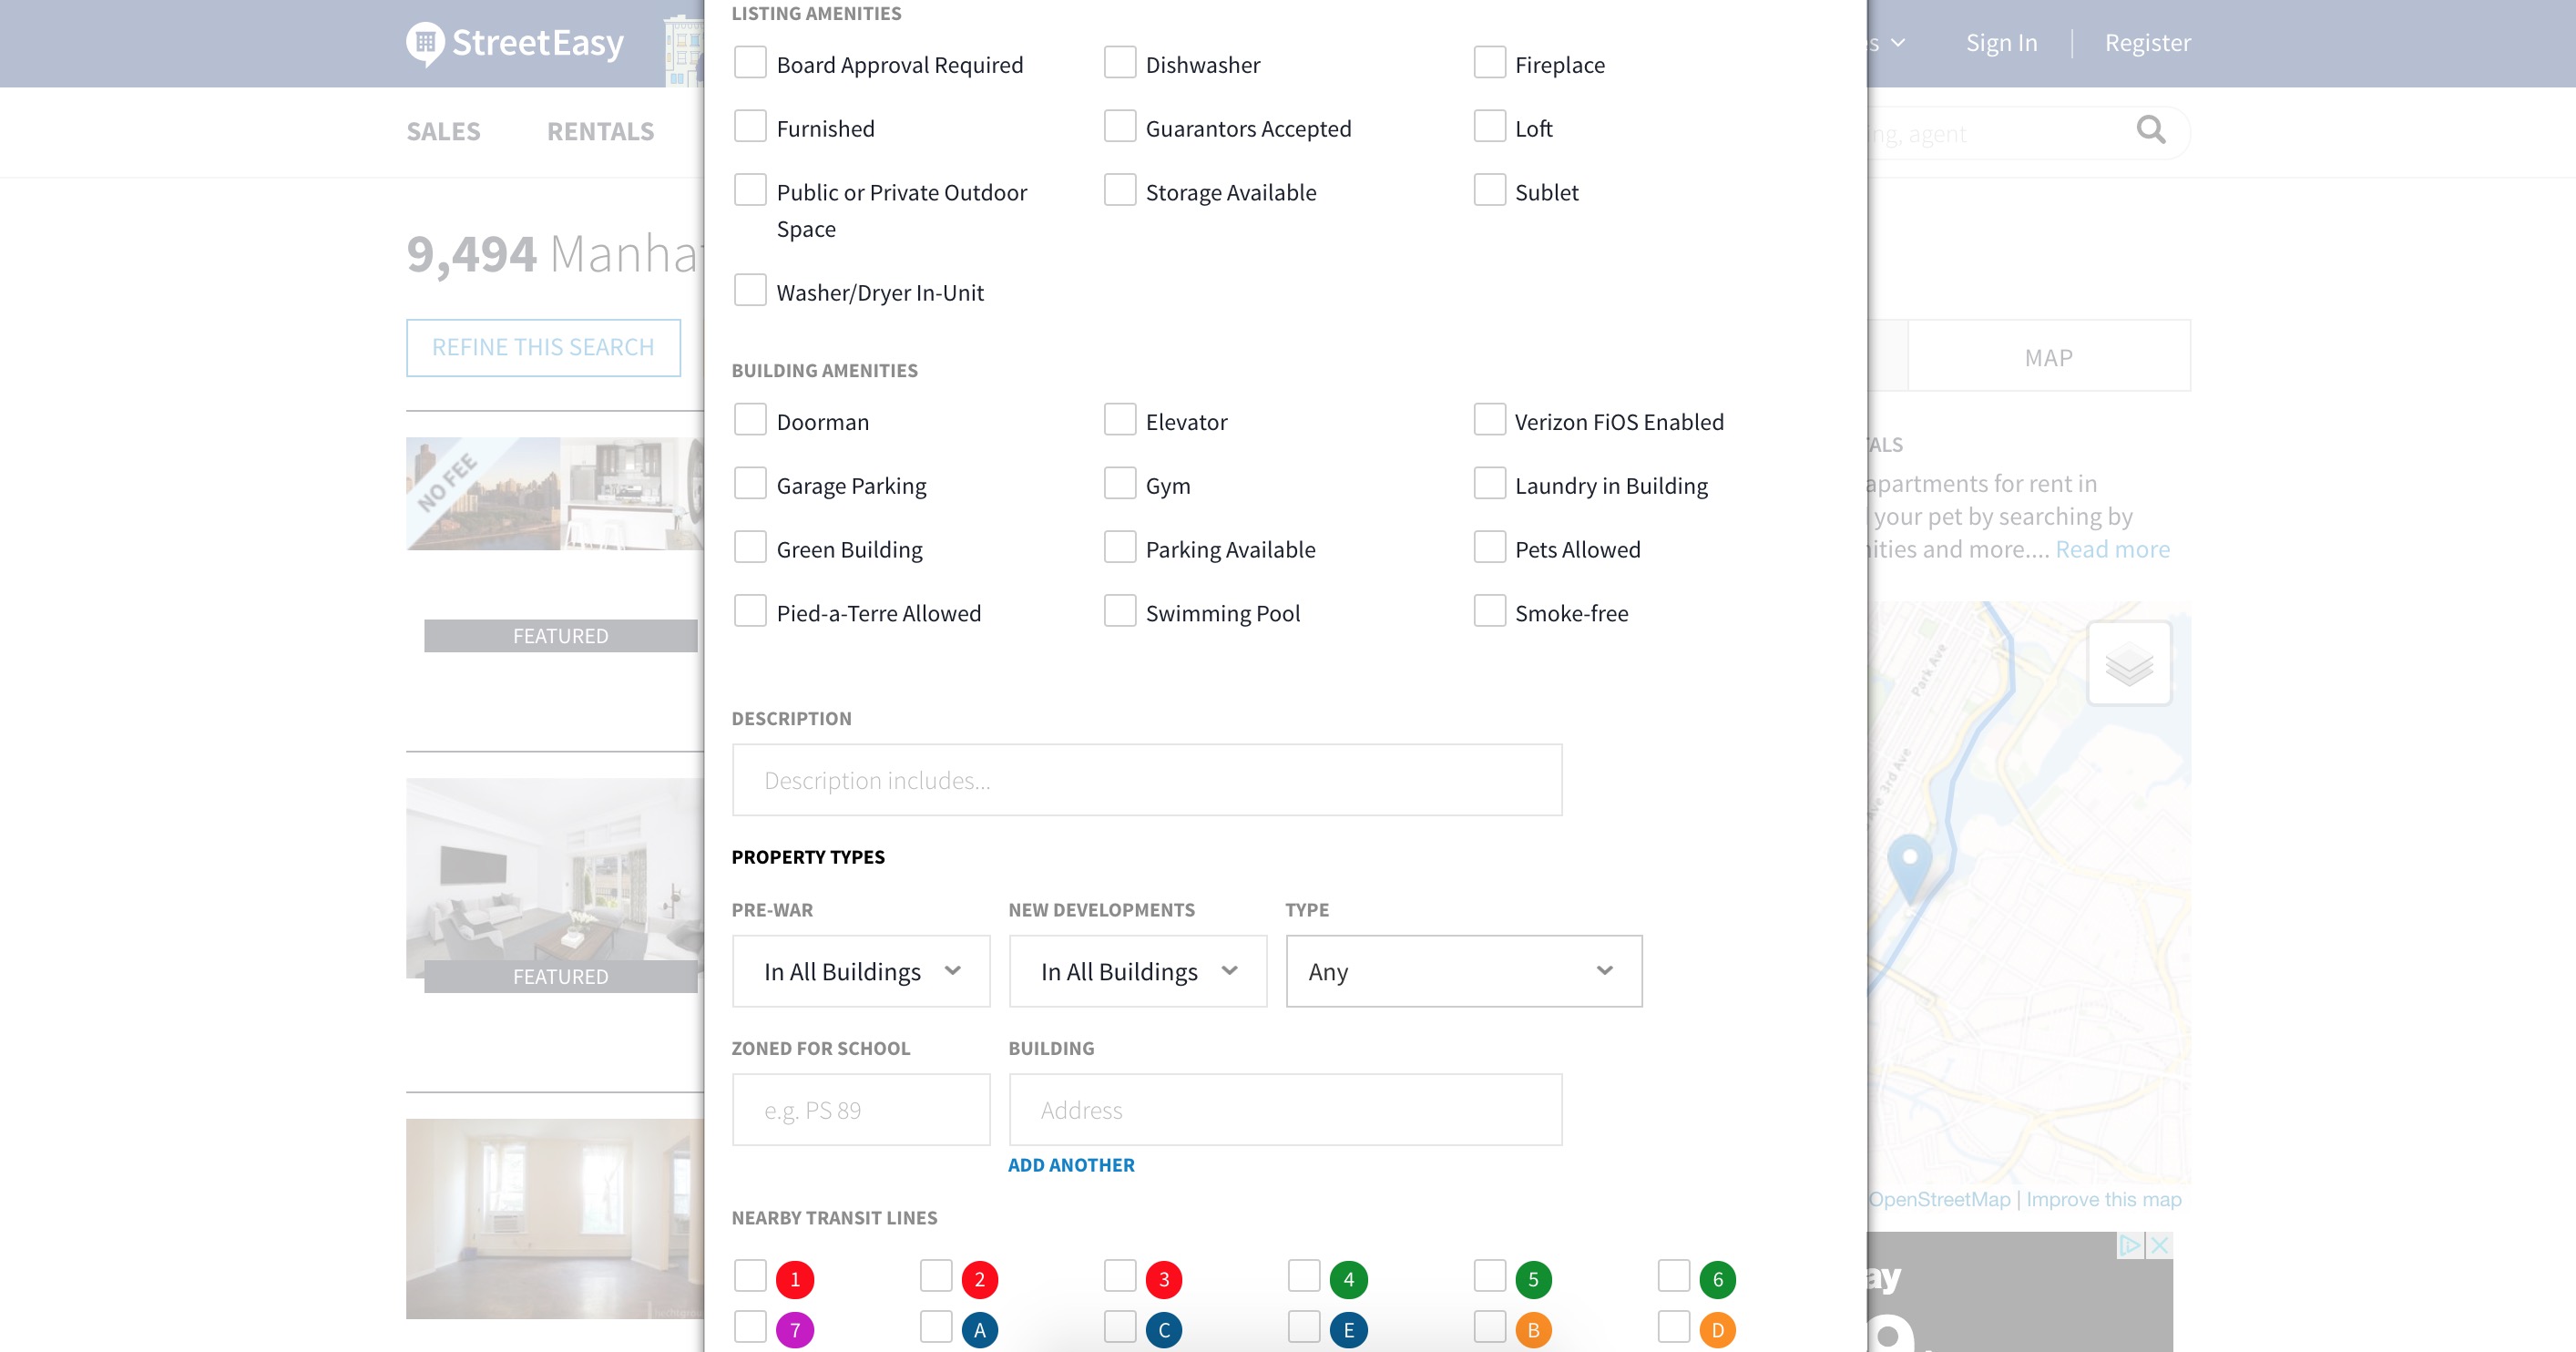 StreetEasy
Sign In
Register
SALES
RENTALS
ng, agent
9,494 Manha
REFINE THIS SEARCH
MAP
LISTING AMENITIES
Board Approval Required
Dishwasher
Fireplace
Furnished
Guarantors Accepted
Loft
Public or Private Outdoor
Space
Storage Available
Sublet
Washer/Dryer In-Unit
BUILDING AMENITIES
Doorman
Elevator
Verizon FiOS Enabled
Garage Parking
Gym
Laundry in Building
Green Building
Parking Available
Pets Allowed
Pied-a-Terre Allowed
Swimming Pool
Smoke-free
DESCRIPTION
Description includes...
PROPERTY TYPES
PRE-WAR
NEW DEVELOPMENTS
TYPE
In All Buildings
In All Buildings
Any
ZONED FOR SCHOOL
BUILDING
e.g. PS 89
Address
ADD ANOTHER
NEARBY TRANSIT LINES
1
2
3
4
5
6
7
A
C
E
B
D
NO FEE
FEATURED
FEATURED
TALS
apartments for rent in
your pet by searching by
nities and more.... Read more
Park Ave
Ave
3rd Ave
OpenStreetMap | Improve this map
ay
9